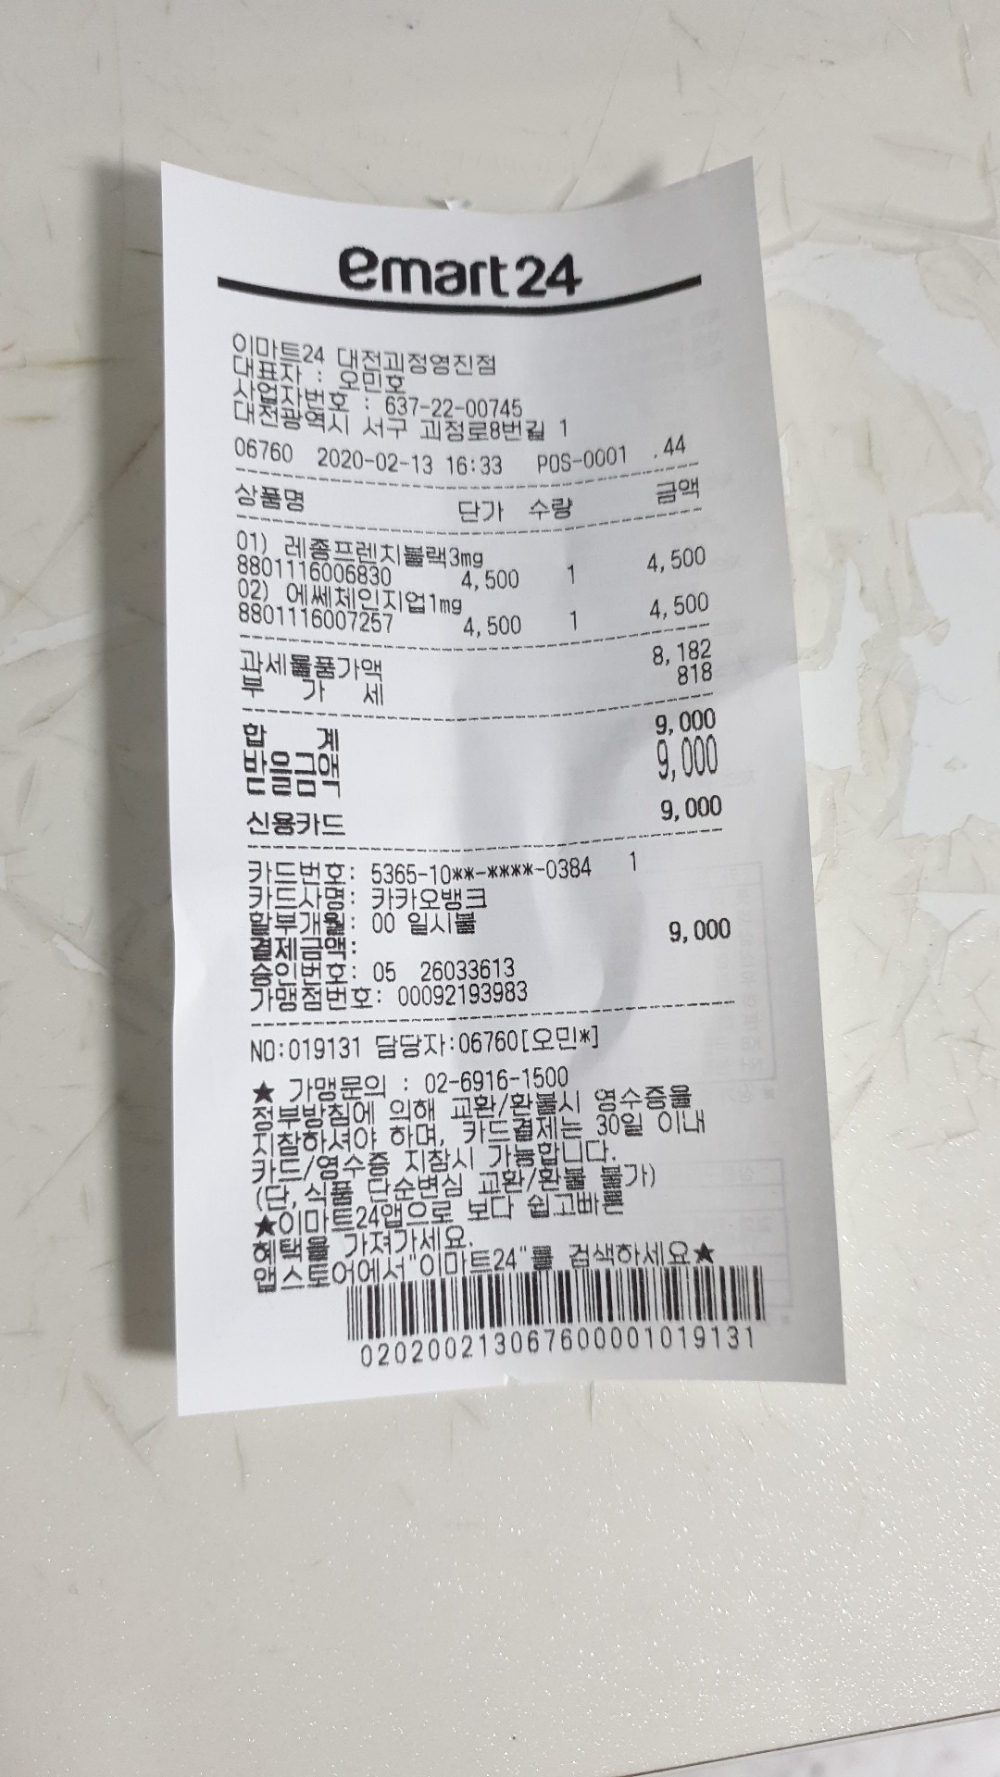 emart24
이마트24 대전괴정영진점
대표자 : 오민호
사업자번호 : 637-22-00745
대전광역시 서구 괴정로8번길 1
06760 2020-02-13 16:33 POS-0001 .44
상품명 단가 수량 금액
01) 레종프렌치블랙3mg
8801116006830 4,500 1 4,500
02) 에쎄체인지업1mg
8801116007257 4,500 1 4,500
과세물품가액 8,182
부 가 세 818
합 계 9,000
받을금액 9,000
신용카드 9,000
카드번호: 5365-10**-****-0384 1
카드사명: 카카오뱅크
할부개월: 00 일시불
결제금액: 9,000
승인번호: 05 26033613
가맹점번호: 00092193983
NO:019131 담당자:06760[오민*]
★ 가맹문의 : 02-6916-1500
정부방침에 의해 교환/환불시 영수증을
지참하셔야 하며, 카드결제는 30일 이내
카드/영수증 지참시 가능합니다.
(단, 식품 단순변심 교환/환불 불가)
★이마트24앱으로 보다 쉽고빠른
혜택을 가져가세요.
앱스토어에서"이마트24"를 검색하세요★
0202002130676000010​19131